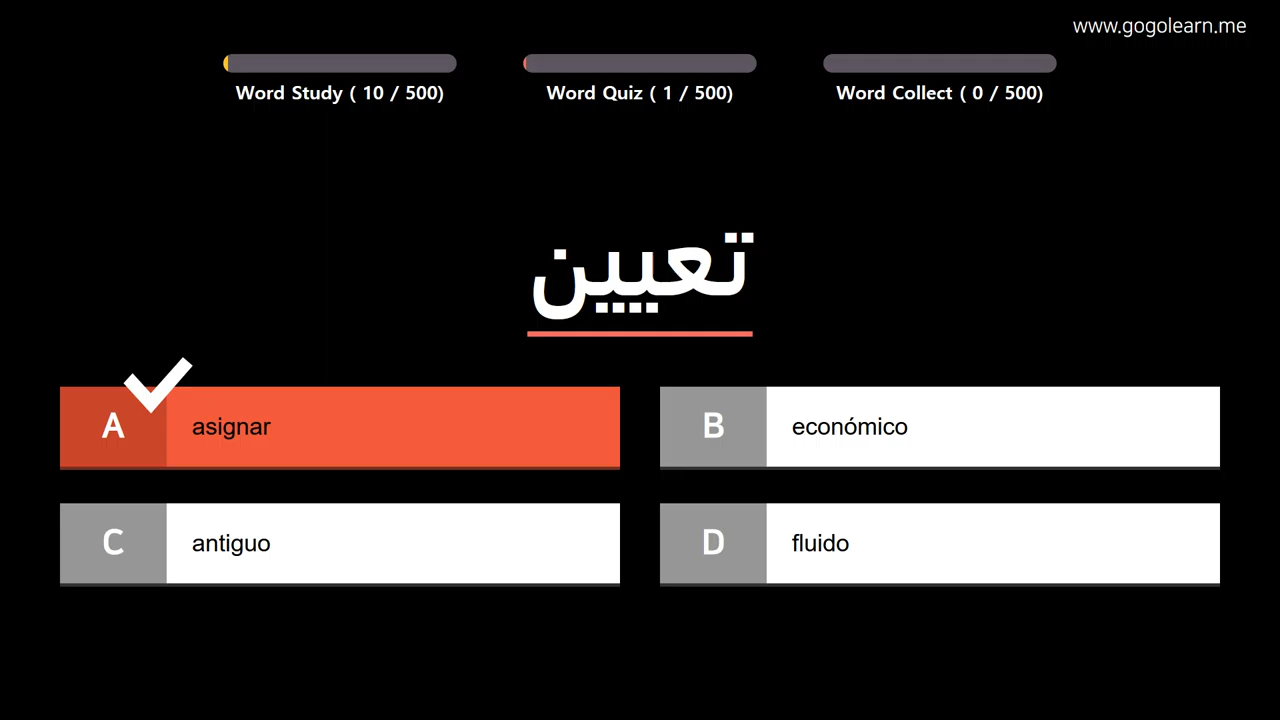 www.gogolearn.me
Word Study ( 10 / 500)
Word Quiz ( 1 / 500)
Word Collect ( 0 / 500)
تعيين
A
asignar
B
económico
C
antiguo
D
fluido